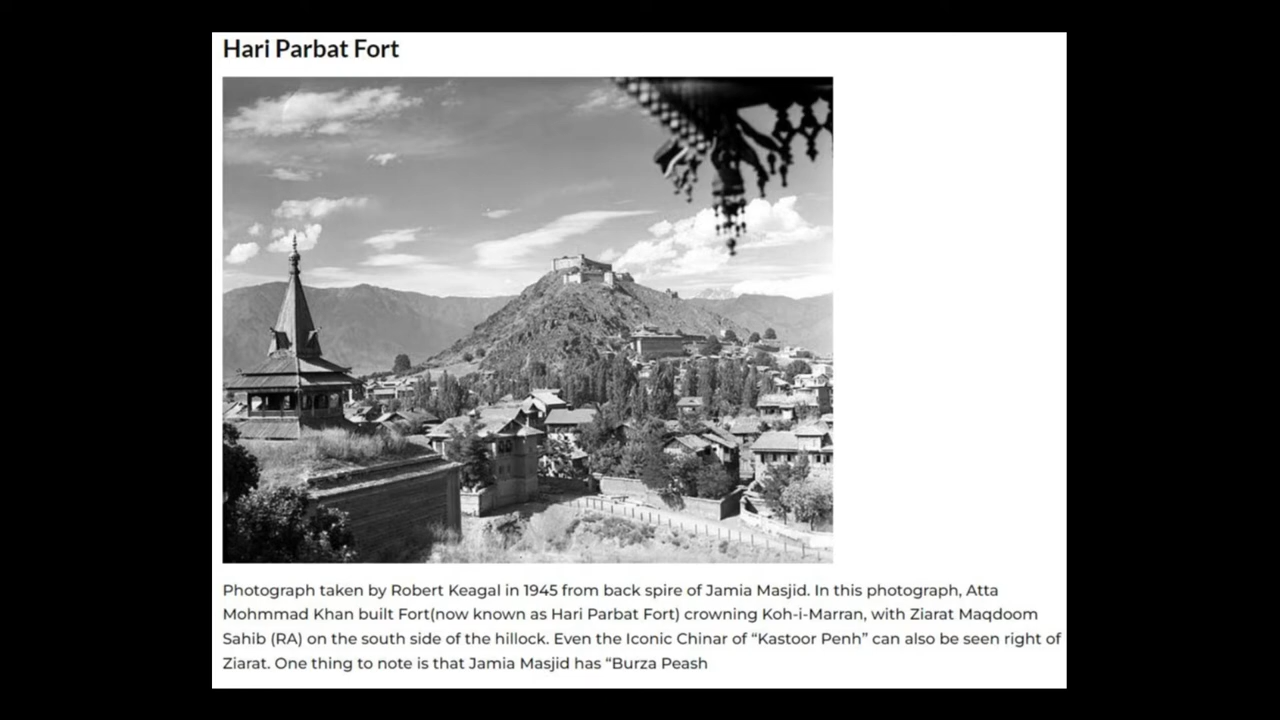 Hari Parbat Fort
Photograph taken by Robert Keagal in 1945 from back spire of Jamia Masjid. In this photograph, Atta
Mohmmad Khan built Fort(now known as Hari Parbat Fort) crowning Koh-i-Marran, with Ziarat Maqdoom
Sahib (RA) on the south side of the hillock. Even the Iconic Chinar of “Kastoor Penh” can also be seen right of
Ziarat. One thing to note is that Jamia Masjid has “Burza Peash